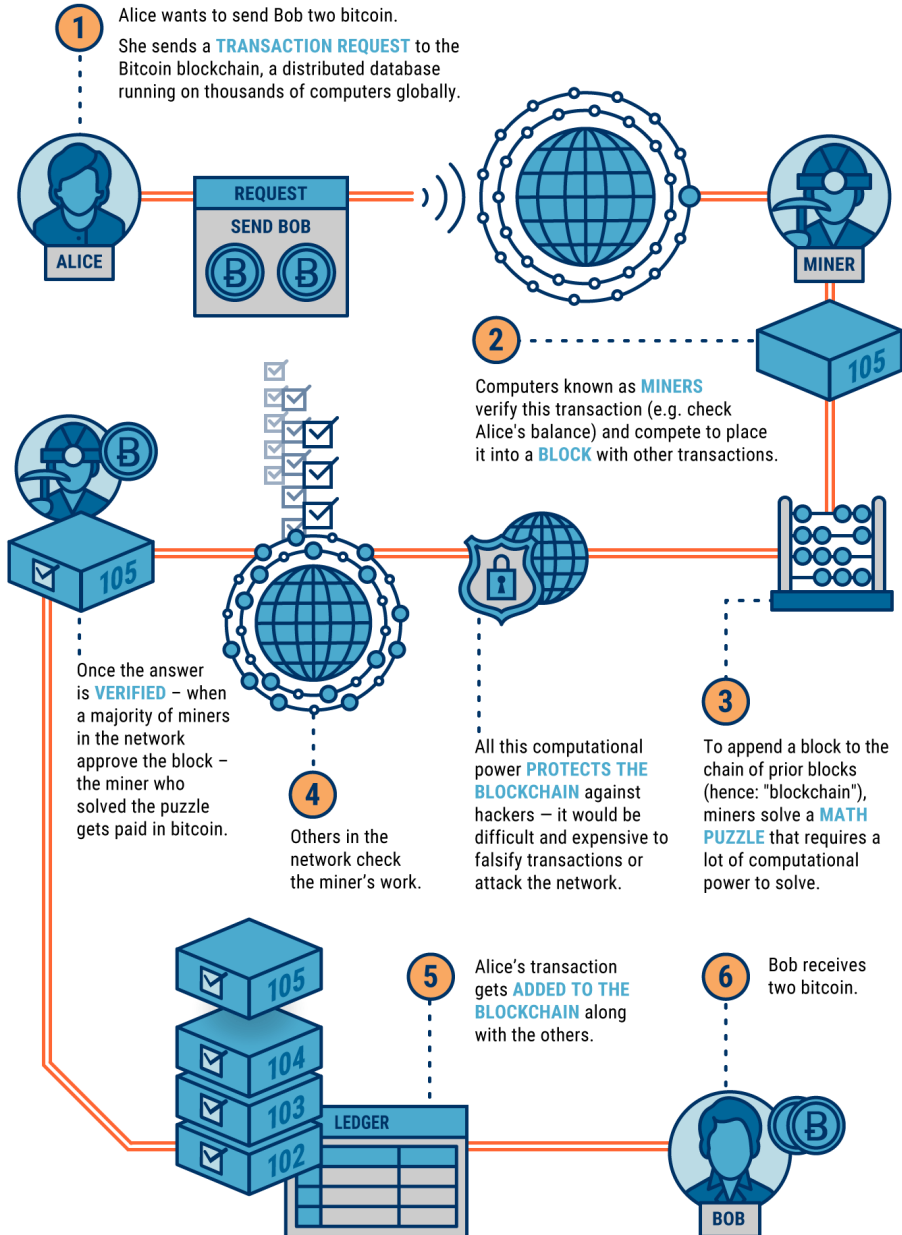 1
Alice wants to send Bob two bitcoin.
She sends a TRANSACTION REQUEST to the
Bitcoin blockchain, a distributed database
running on thousands of computers globally.
ALICE
REQUEST
SEND BOB
Ƀ Ƀ
MINER
105
2
Computers known as MINERS
verify this transaction (e.g. check
Alice's balance) and compete to place
it into a BLOCK with other transactions.
3
To append a block to the
chain of prior blocks
(hence: "blockchain"),
miners solve a MATH
PUZZLE that requires a
lot of computational
power to solve.
All this computational
power PROTECTS THE
BLOCKCHAIN against
hackers – it would be
difficult and expensive to
falsify transactions or
attack the network.
4
Others in the
network check
the miner’s work.
Ƀ
105
Once the answer
is VERIFIED – when
a majority of miners
in the network
approve the block –
the miner who
solved the puzzle
gets paid in bitcoin.
105
104
103
102
LEDGER
5
Alice’s transaction
gets ADDED TO THE
BLOCKCHAIN along
with the others.
6
Bob receives
two bitcoin.
Ƀ
BOB